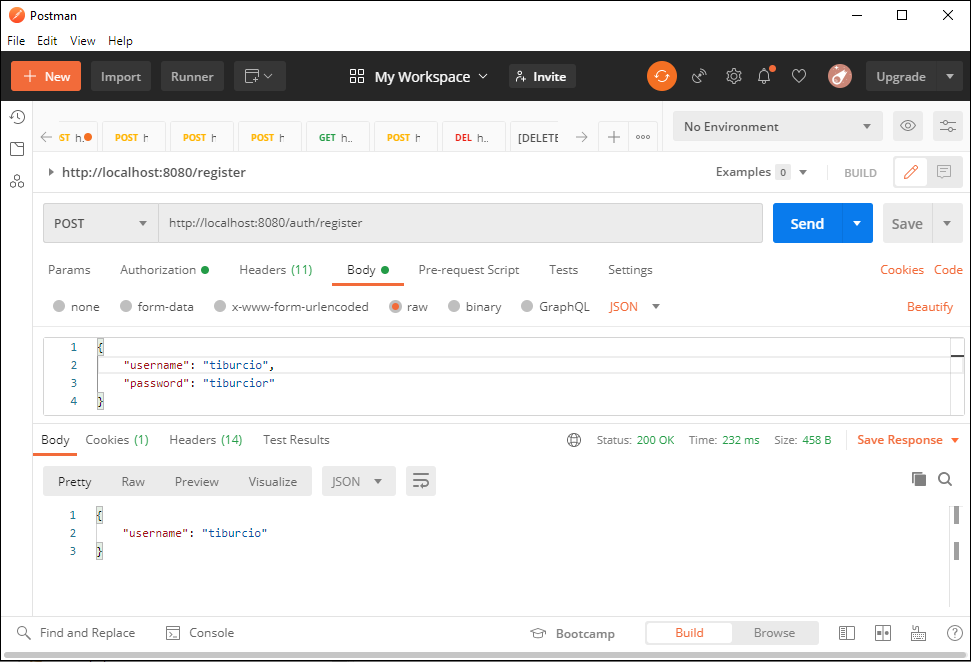 Postman
File Edit View Help
New Import Runner My Workspace Invite Upgrade
ST h. POST h POST h POST h GET h.. POST h DEL h.. [DELETE No Environment
http://localhost:8080/register Examples 0 BUILD
POST http://localhost:8080/auth/register Send Save
Params Authorization Headers (11) Body Pre-request Script Tests Settings Cookies Code
none form-data x-www-form-urlencoded raw binary GraphQL JSON Beautify
1 {
2 "username": "tiburcio",
3 "password": "tiburcior"
4 }
Body Cookies (1) Headers (14) Test Results Status: 200 OK Time: 232 ms Size: 458 B Save Response
Pretty Raw Preview Visualize JSON
1 {
2 "username": "tiburcio"
3 }
Find and Replace Console Bootcamp Build Browse